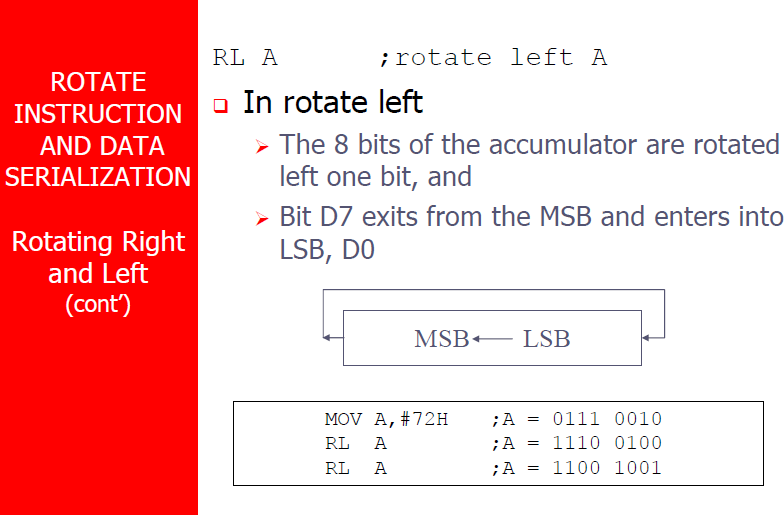 ROTATE
INSTRUCTION
AND DATA
SERIALIZATION
Rotating Right
and Left
(cont’)
RL A ;rotate left A
In rotate left
The 8 bits of the accumulator are rotated
left one bit, and
Bit D7 exits from the MSB and enters into
LSB, D0
MSB LSB
MOV A,#72H ;A = 0111 0010
RL A ;A = 1110 0100
RL A ;A = 1100 1001